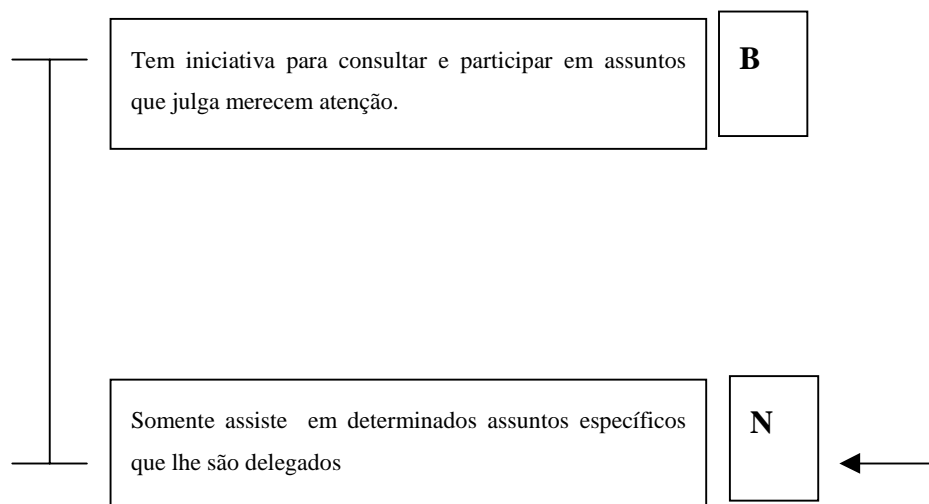 Tem iniciativa para consultar e participar em assuntos
que julga merecem atenção.
B
Somente assiste em determinados assuntos específicos
que lhe são delegados
N